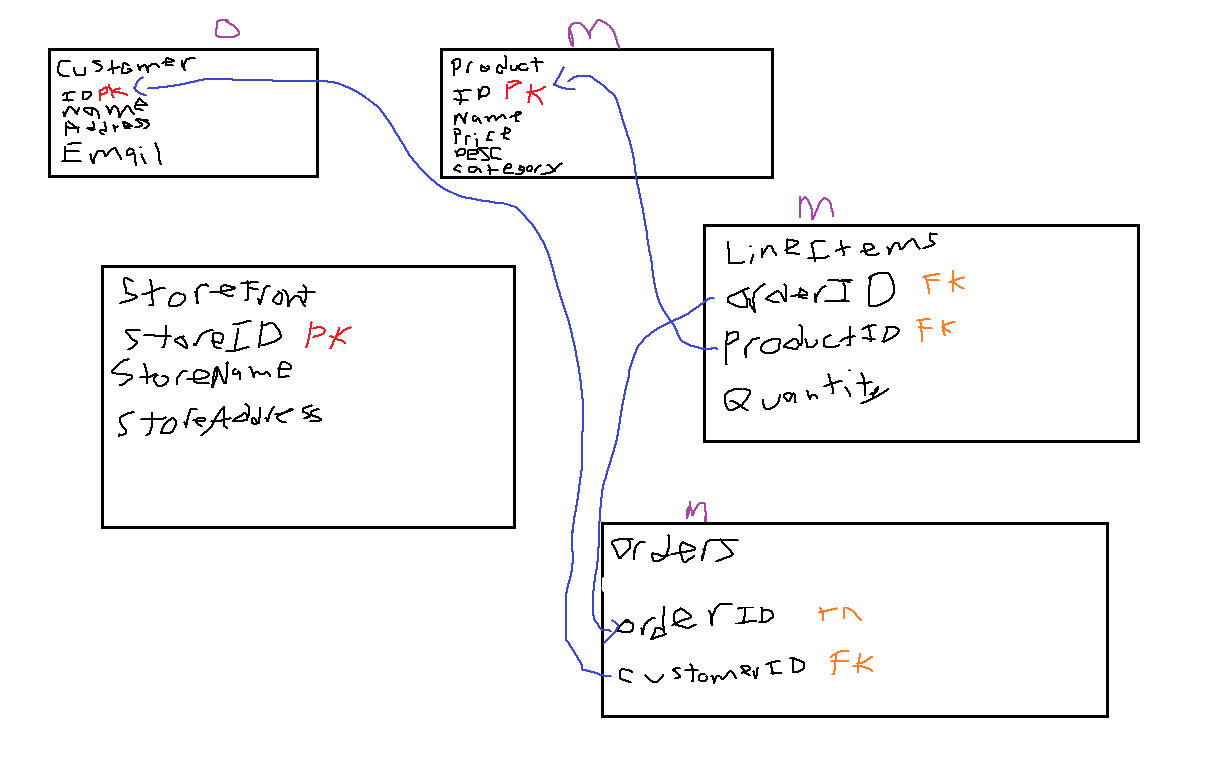 O
Customer
ID PK
Name
Address
Email
M
Product
ID PK
Name
Price
Desc
Category
M
LineItems
orderID FK
ProductID FK
Quantity
StoreFront
StoreID PK
StoreName
StoreAddress
M
Orders
orderID
CustomerID FK